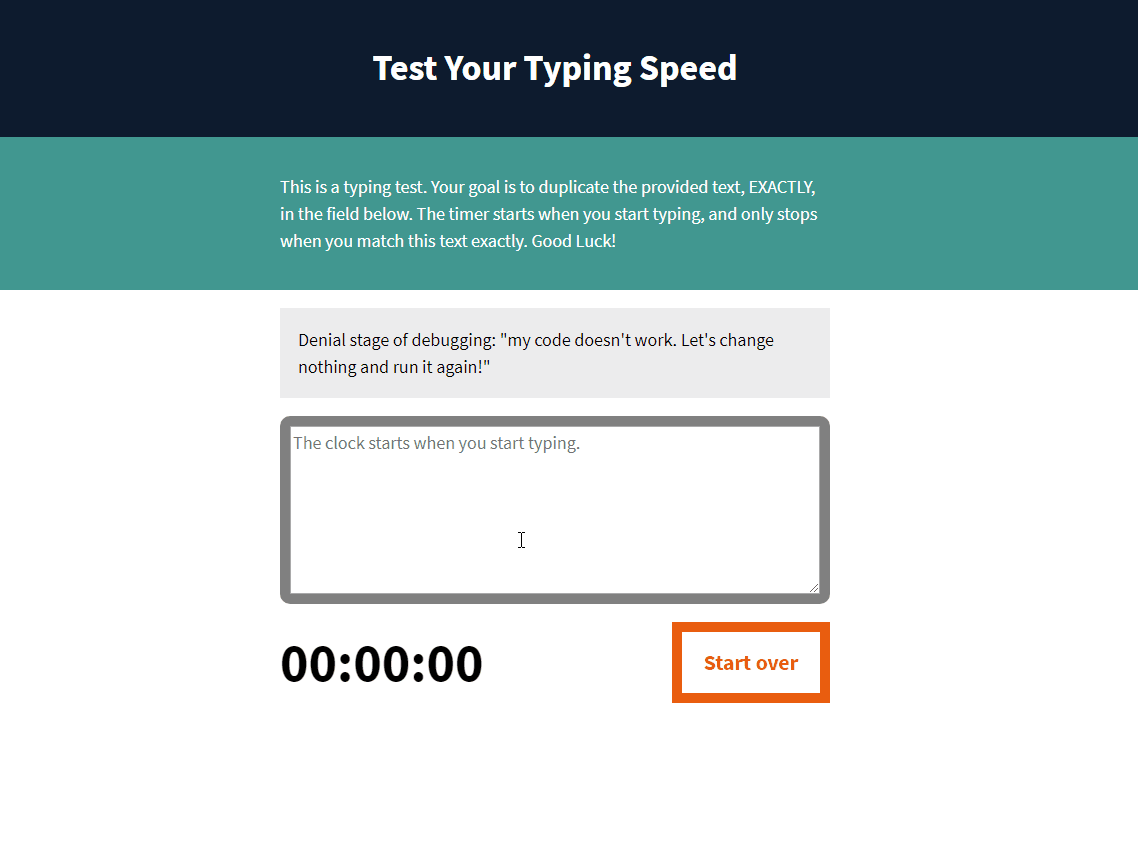 Test Your Typing Speed
This is a typing test. Your goal is to duplicate the provided text, EXACTLY,
in the field below. The timer starts when you start typing, and only stops
when you match this text exactly. Good Luck!
Denial stage of debugging: "my code doesn't work. Let's change
nothing and run it again!"
The clock starts when you start typing.
00:00:00
Start over